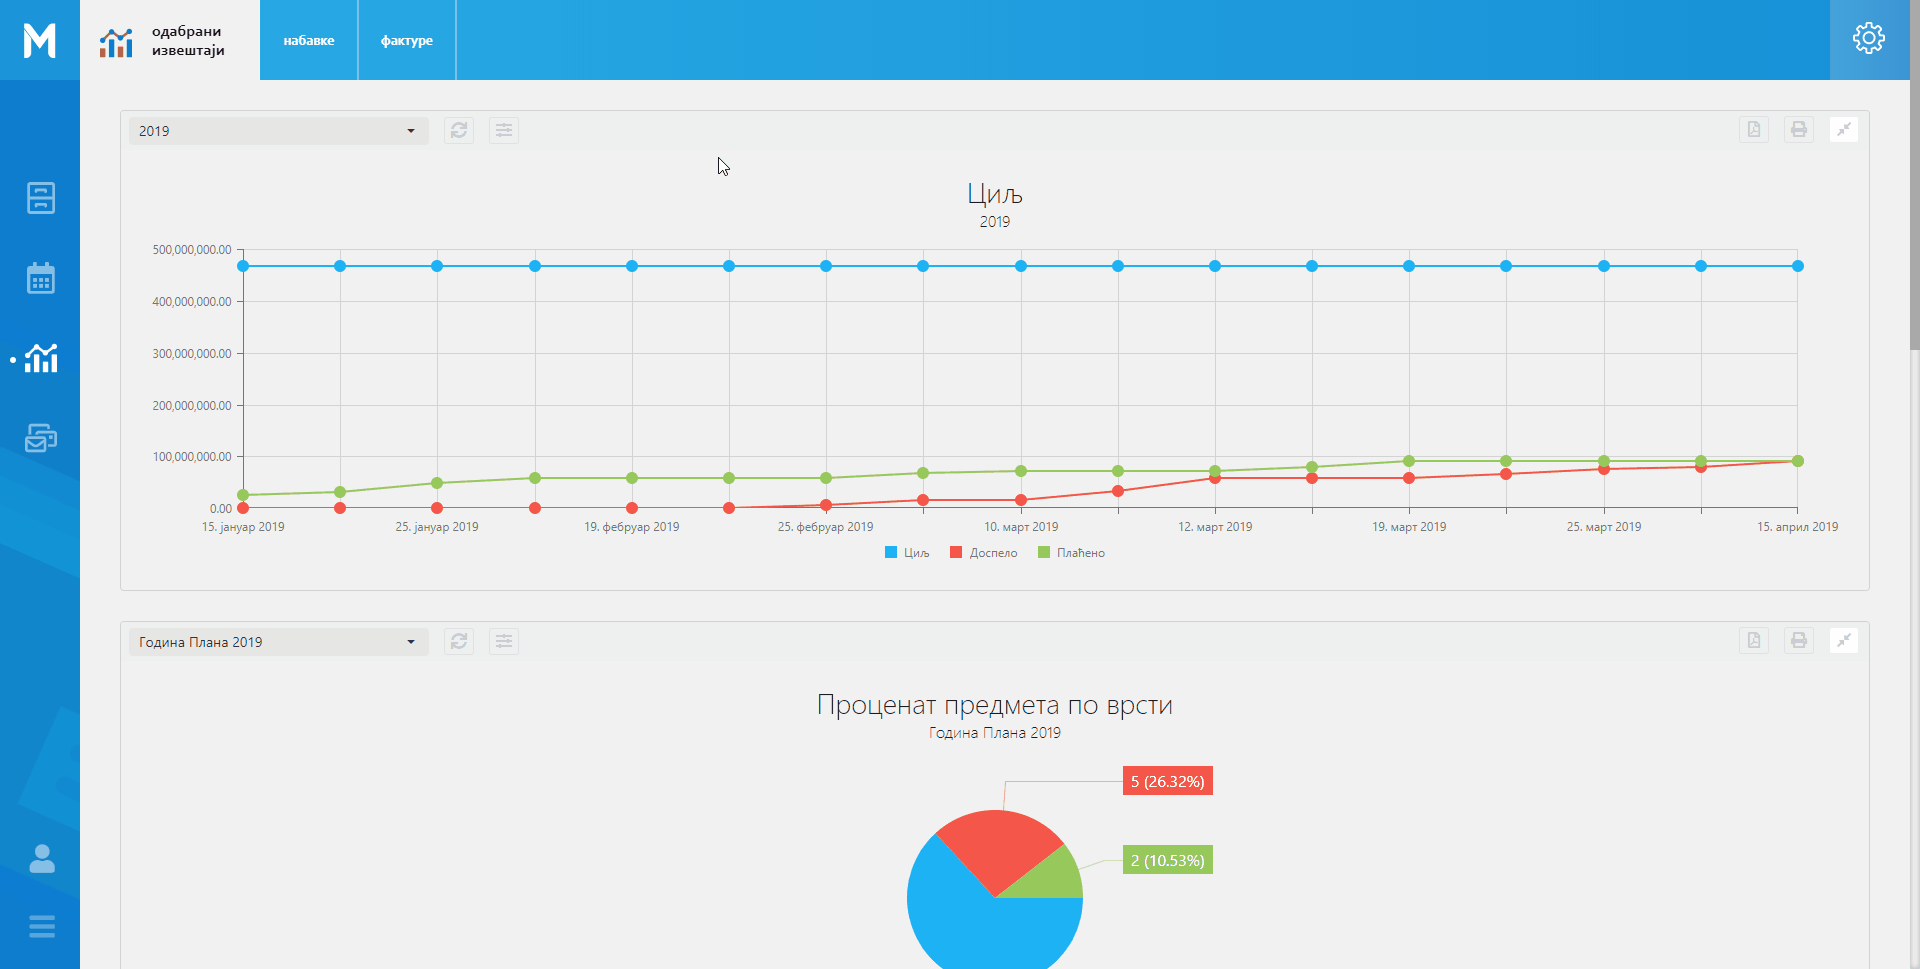 M
одабрани
извештаји
набавке
фактуре
2019
Циљ
2019
500,000,000.00
400,000,000.00
300,000,000.00
200,000,000.00
100,000,000.00
0.00
15. јануар 2019
25. јануар 2019
19. фебруар 2019
25. фебруар 2019
10. март 2019
12. март 2019
19. март 2019
25. март 2019
15. април 2019
Циљ
Доспело
Плаћено
Година Плана 2019
Проценат предмета по врсти
Година Плана 2019
5 (26.32%)
2 (10.53%)